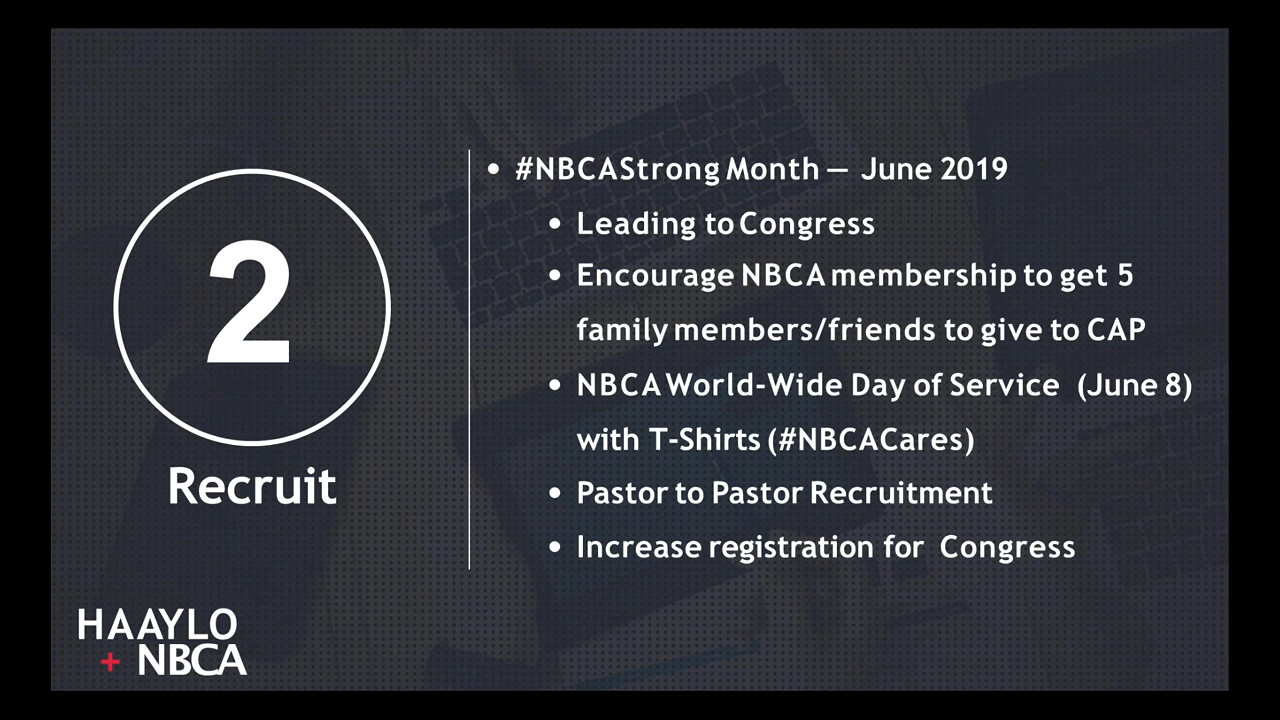 2
Recruit
• #NBCAStrong Month – June 2019
• Leading to Congress
• Encourage NBCA membership to get 5
family members/friends to give to CAP
• NBCA World-Wide Day of Service (June 8)
with T-Shirts (#NBCACares)
• Pastor to Pastor Recruitment
• Increase registration for Congress
HAAYLO
+ NBCA